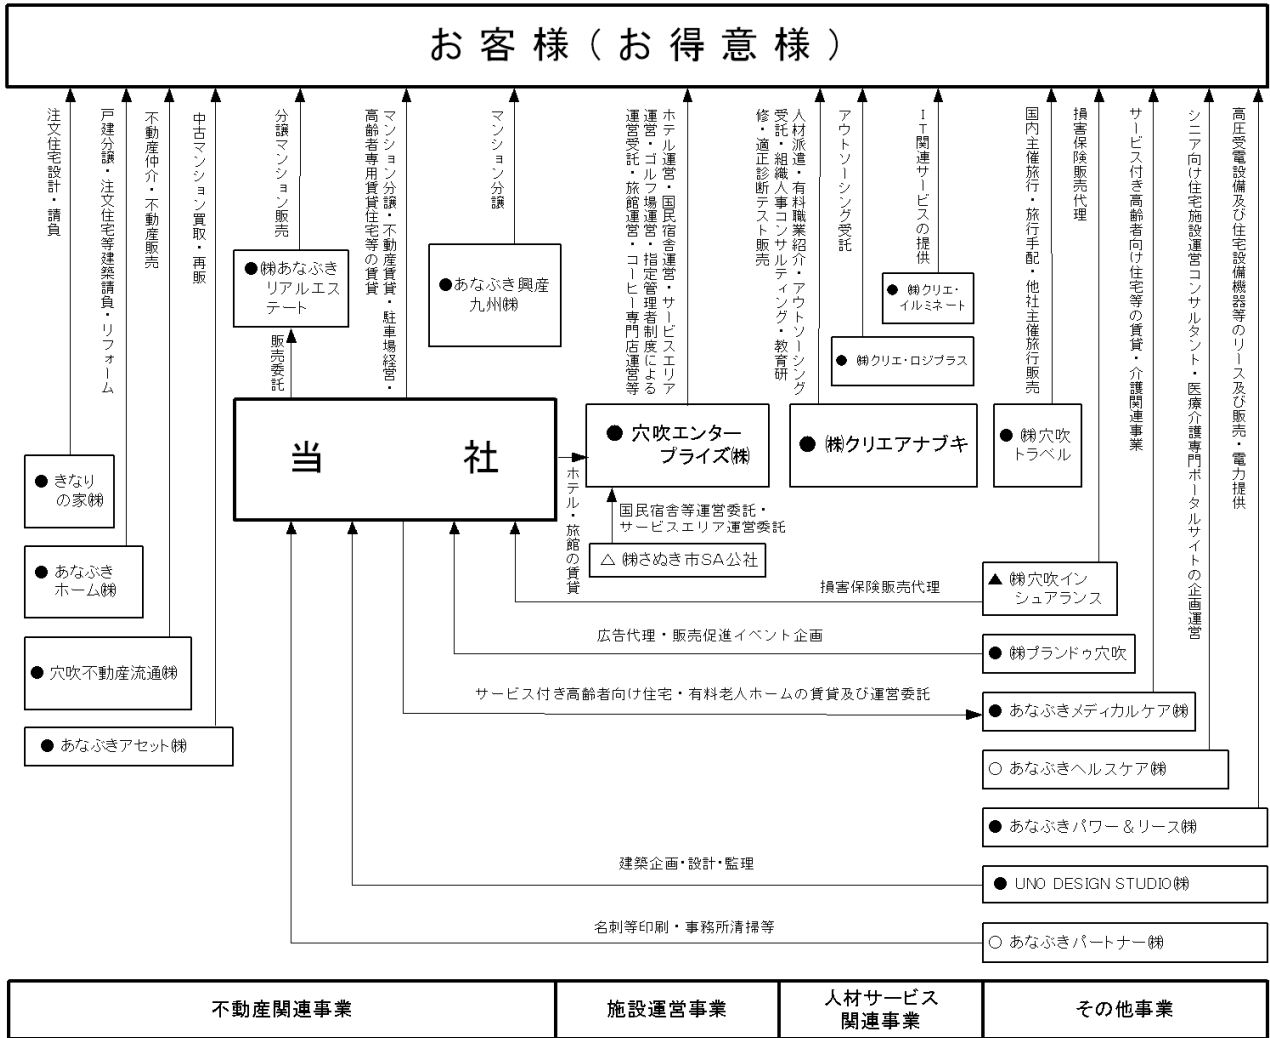 お客様（お得意様）
注文住宅設計・請負
戸建分譲・注文住宅等建築請負・リフォーム
不動産仲介・不動産販売
中古マンション買取・再販
分譲マンション販売
マンション分譲・不動産賃貸・駐車場経営・
高齢者専用賃貸住宅等の賃貸
マンション分譲
ホテル運営・国民宿舎運営・サービスエリア
運営・ゴルフ場運営・指定管理者制度による
運営受託・旅館運営・コーヒー専門店運営等
人材派遣・有料職業紹介・アウトソーシング
受託・組織人事コンサルティング・教育研
修・適正診断テスト販売
アウトソーシング受託
ＩＴ関連サービスの提供
国内主催旅行・旅行手配・他社主催旅行販売
損害保険販売代理
サービス付き高齢者向け住宅等の賃貸・介護関連事業
シニア向け住宅施設運営コンサルタント・医療介護専門ポータルサイトの企画運営
高圧受電設備及び住宅設備機器等のリース及び販売・電力提供
●㈱あなぶき
リアルエス
テート
●あなぶき興産
九州㈱
● ㈱クリエ・
イルミネート
● ㈱クリエ・ロジプラス
販売委託
当　社
● 穴吹エンター
プライズ㈱
● ㈱クリエアナブキ
● ㈱穴吹
トラベル
ホテル・旅館の賃貸
● きなり
の家㈱
国民宿舎等運営委託・
サービスエリア運営委託
△ ㈱さぬき市SA公社
● あなぶき
ホーム㈱
損害保険販売代理
▲ ㈱穴吹イン
シュアランス
広告代理・販売促進イベント企画
● ㈱プランドゥ穴吹
● 穴吹不動産流通㈱
サービス付き高齢者向け住宅・有料老人ホームの賃貸及び運営委託
● あなぶきメディカルケア㈱
● あなぶきアセット㈱
○ あなぶきヘルスケア㈱
● あなぶきパワー＆リース㈱
建築企画・設計・監理
● UNO DESIGN STUDIO㈱
名刺等印刷・事務所清掃等
○ あなぶきパートナー㈱
不動産関連事業
施設運営事業
人材サービス
関連事業
その他事業